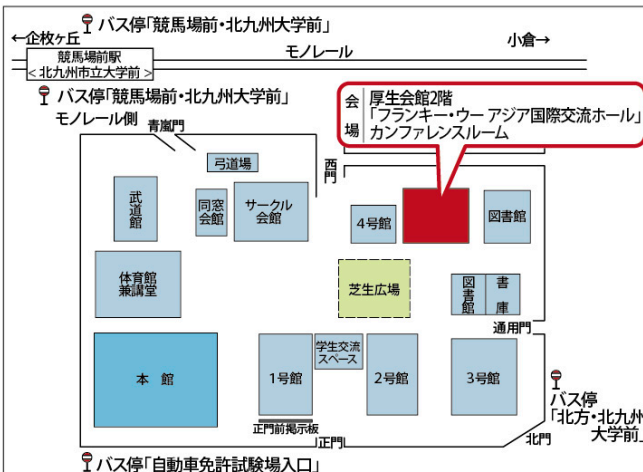 バス停「競馬場前・北九州大学前」
←企救ヶ丘
小倉→
競馬場前駅
<北九州市立大学前>
モノレール
バス停「競馬場前・北九州大学前」
モノレール側
青嵐門
会場
厚生会館2階
「フランキー・ウー アジア国際交流ホール」
カンファレンスルーム
弓道場
西門
武道館
同窓会館
サークル会館
4号館
図書館
体育館
兼講堂
芝生広場
図書館
書庫
通用門
本館
1号館
学生交流
スペース
2号館
3号館
正門前掲示板
正門
北門
バス停
「北方・北九州
大学前」
バス停「自動車免許試験場入口」